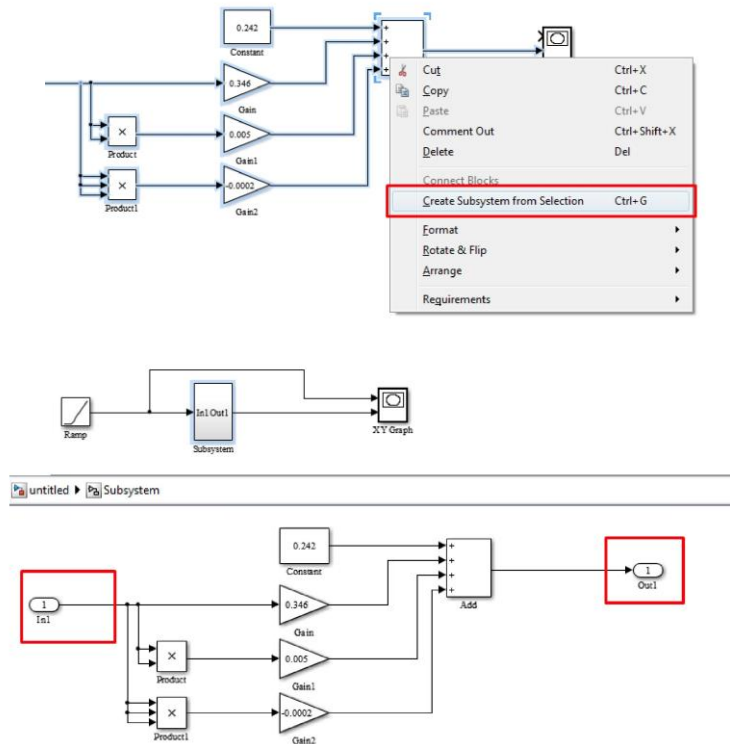 0.242
Constant
0.346
Gain
0.005
Gain1
-0.0002
Gain2
×
Product
×
Product1
+
+
+
+
Cut Ctrl+X
Copy Ctrl+C
Paste Ctrl+V
Comment Out Ctrl+Shift+X
Delete Del
Connect Blocks
Create Subsystem from Selection Ctrl+G
Format
Rotate & Flip
Arrange
Requirements
Ramp
In1 Out1
Subsystem
XY Graph
untitled Subsystem
0.242
Constant
1
In1
0.346
Gain
×
Product
0.005
Gain1
×
Product1
-0.0002
Gain2
+
+
+
+
Add
1
Out1